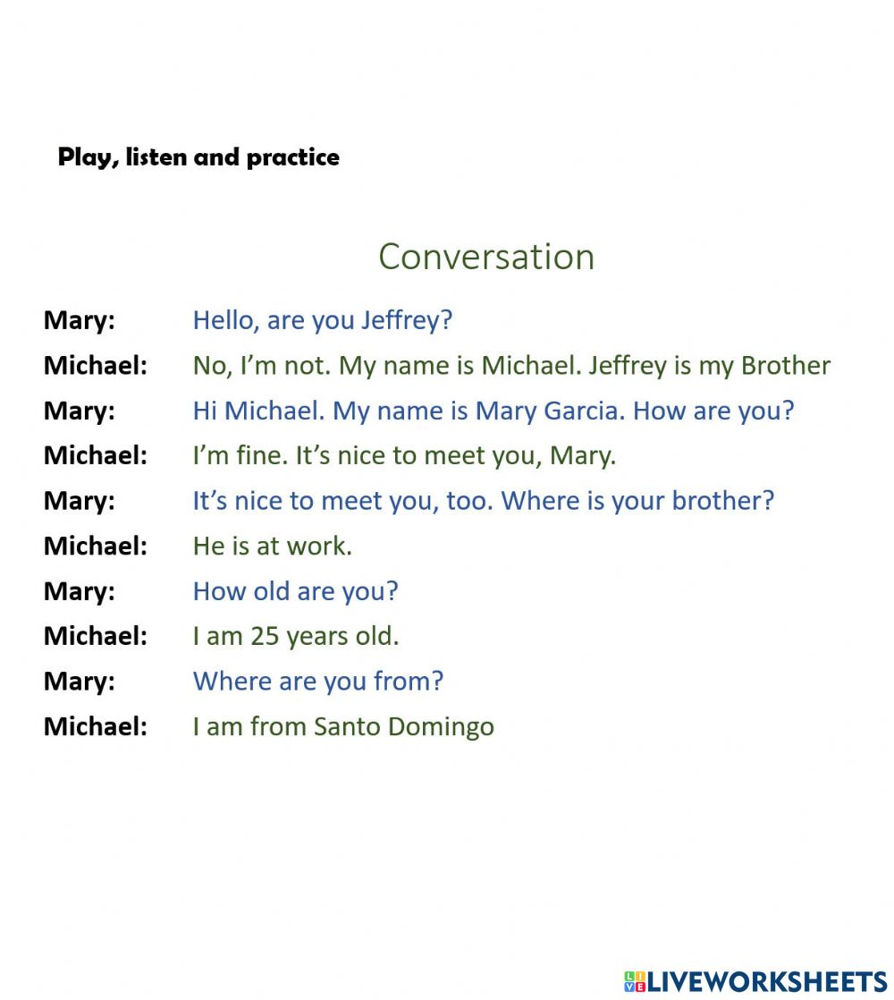 Play, listen and practice
Conversation
Mary: Hello, are you Jeffrey?
Michael: No, I’m not. My name is Michael. Jeffrey is my Brother
Mary: Hi Michael. My name is Mary Garcia. How are you?
Michael: I’m fine. It’s nice to meet you, Mary.
Mary: It’s nice to meet you, too. Where is your brother?
Michael: He is at work.
Mary: How old are you?
Michael: I am 25 years old.
Mary: Where are you from?
Michael: I am from Santo Domingo
LIVE LIVEWORKSHEETS